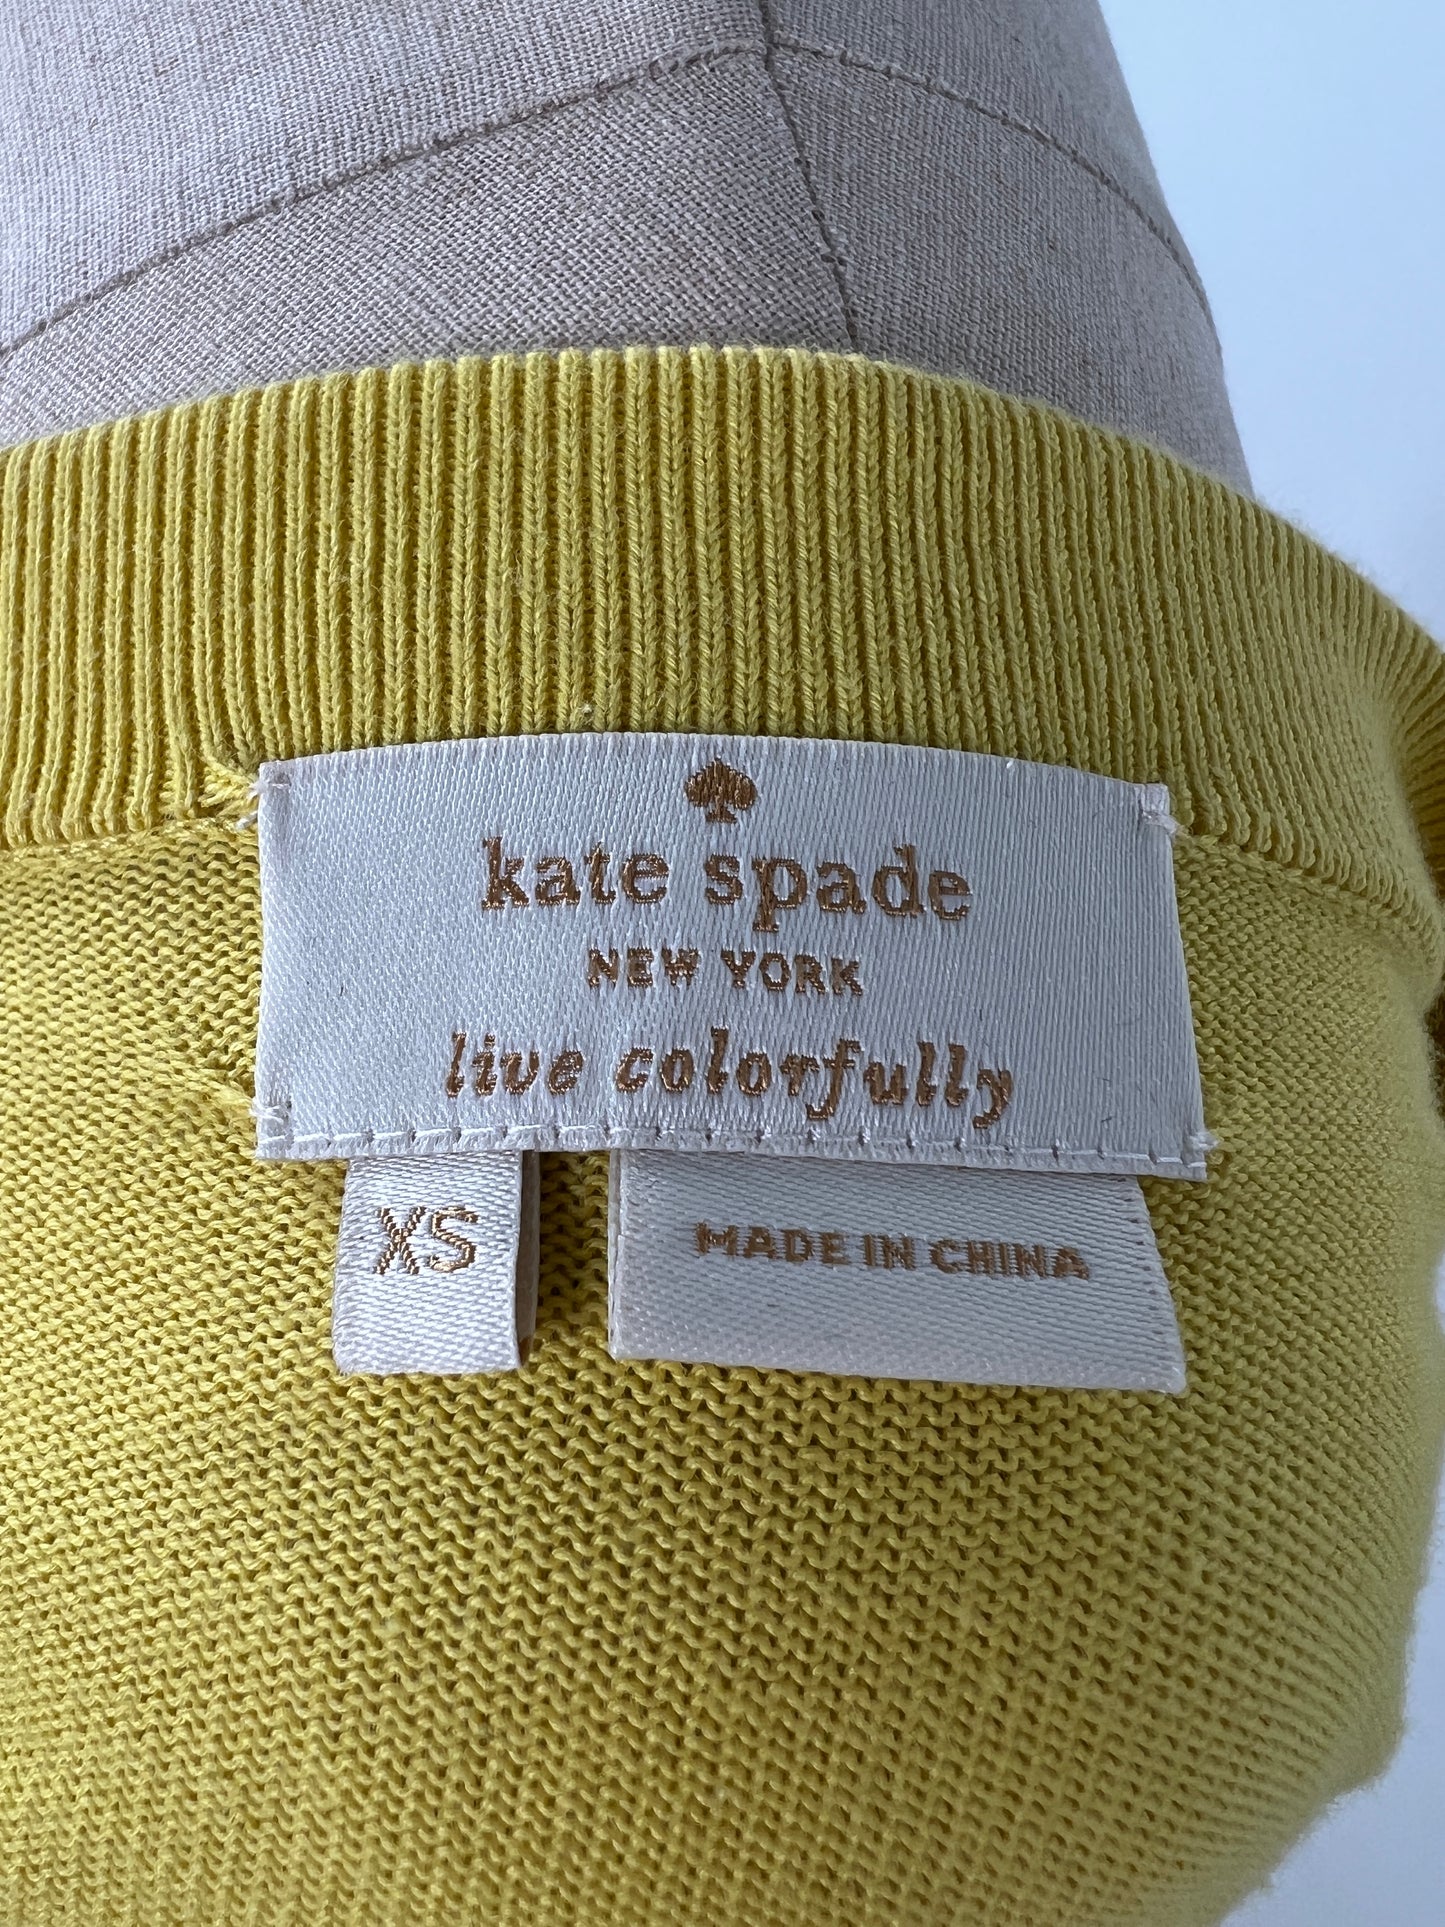 kate spade
NEW YORK
live colorfully
XS
MADE IN CHINA